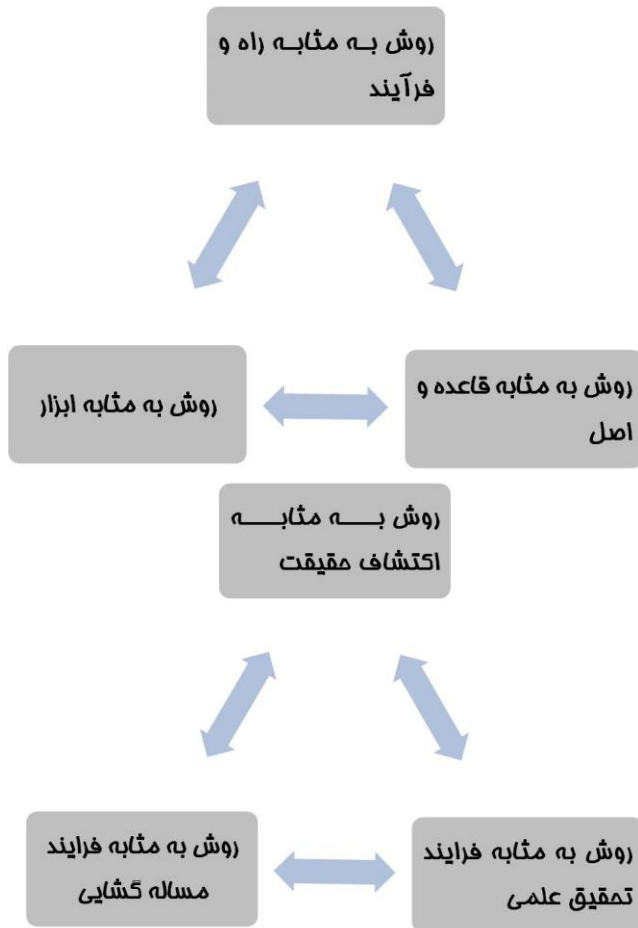 روش به مثابه راه و
فرآیند
روش به مثابه قاعده و
اصل
روش به مثابه ابزار
روش به مثابه
اکتشاف حقیقت
روش به مثابه فرایند
تحقیق علمی
روش به مثابه فرایند
مساله گشایی